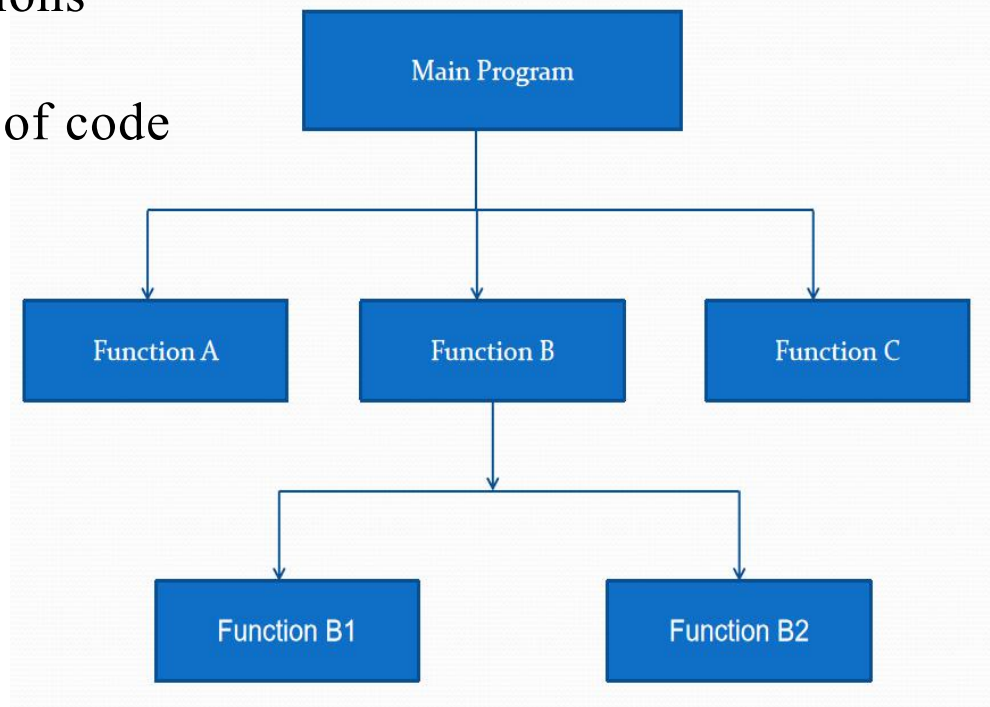 Main Program
of code
Function A
Function B
Function C
Function B1
Function B2